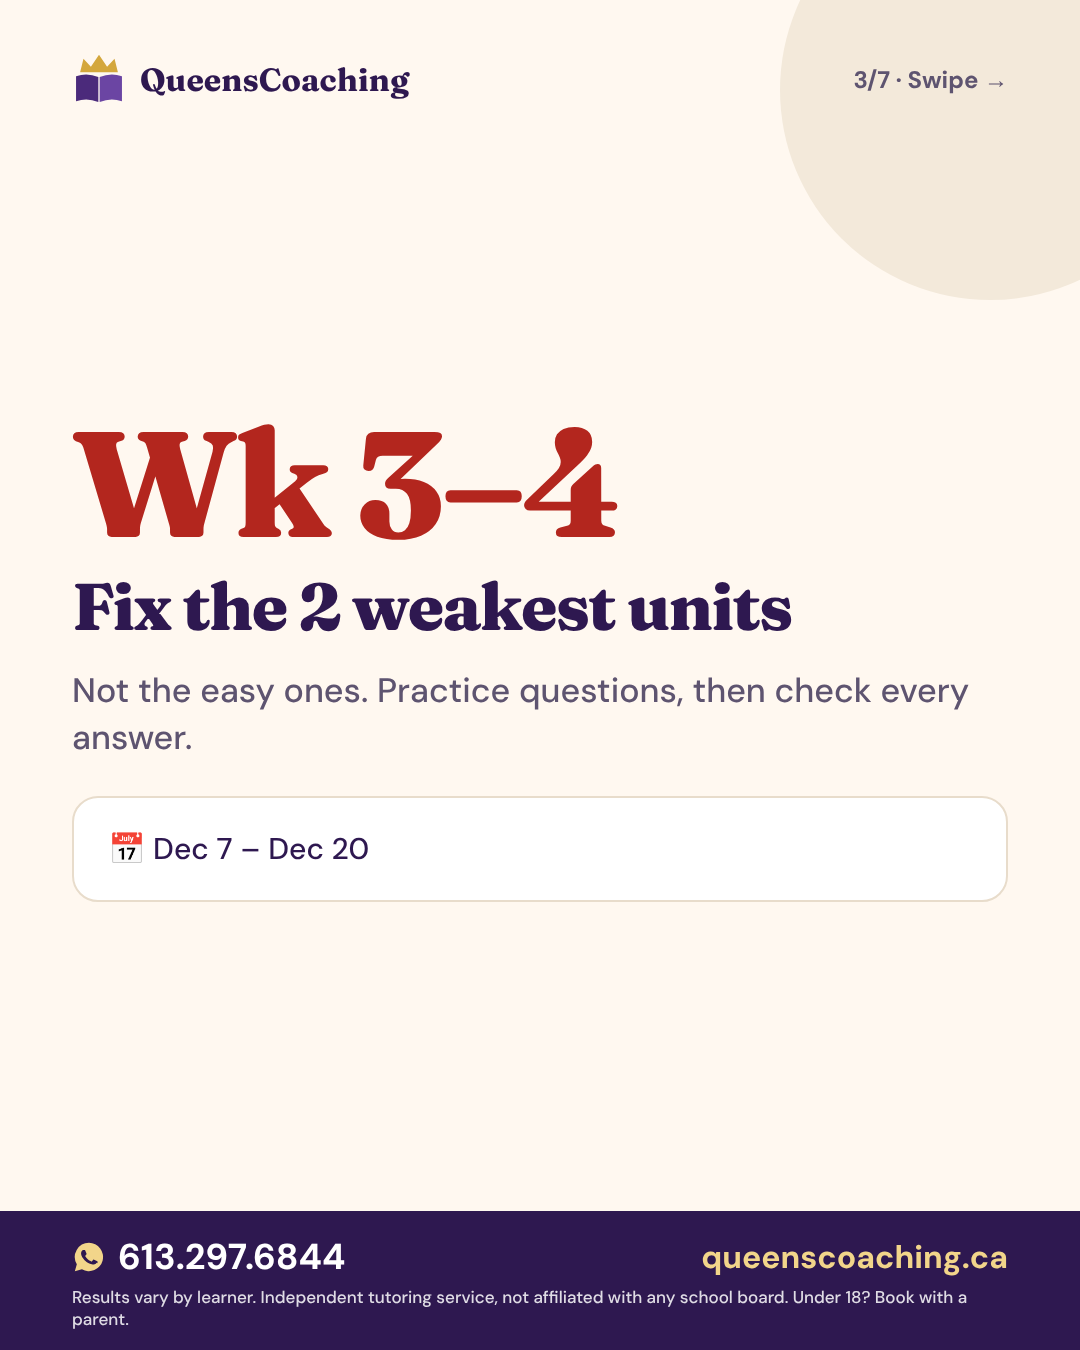 QueensCoaching
3/7 · Swipe →
Wk 3–4
Fix the 2 weakest units
Not the easy ones. Practice questions, then check every
answer.
📅 Dec 7 – Dec 20
613.297.6844
queenscoaching.ca
Results vary by learner. Independent tutoring service, not affiliated with any school board. Under 18? Book with a
parent.